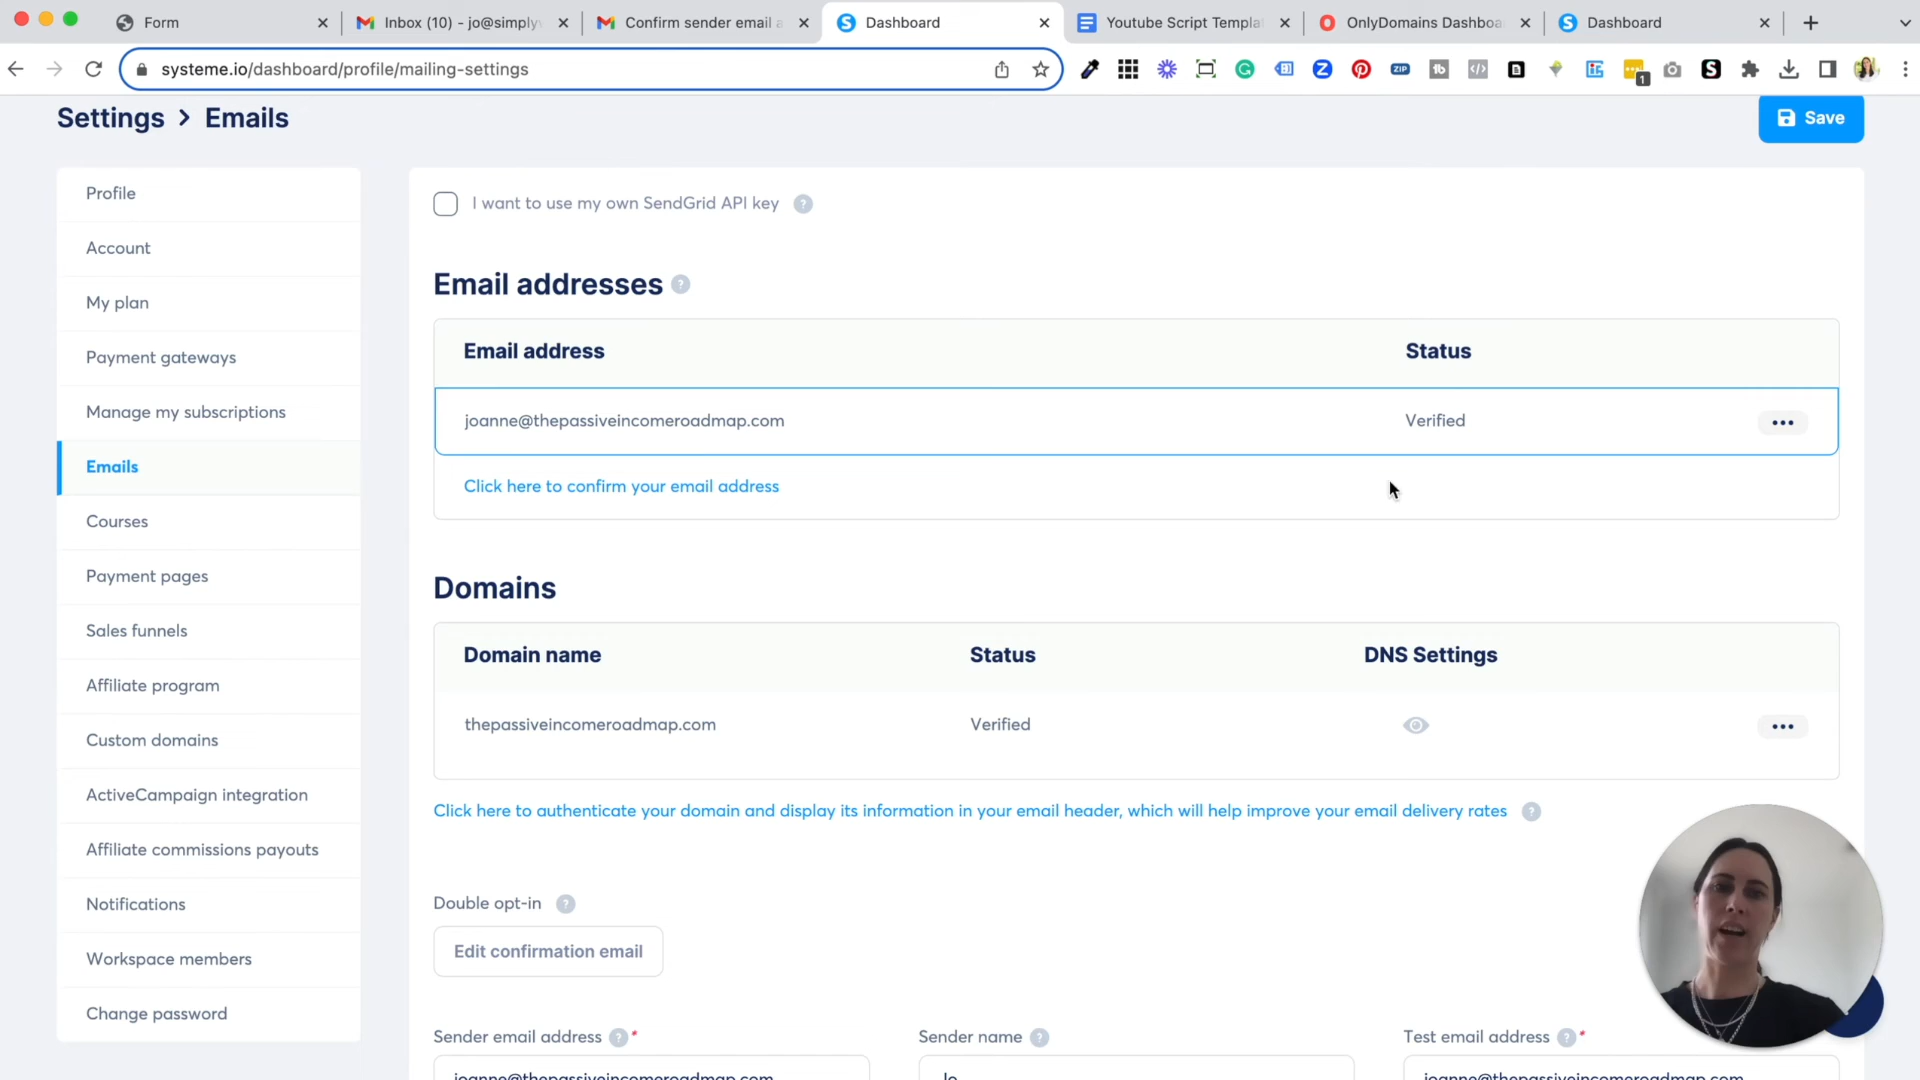 Form
Inbox (10) - jo@simplyw
Confirm sender email a
Dashboard
Youtube Script Templat
OnlyDomains Dashboa
Dashboard
systeme.io/dashboard/profile/mailing-settings
ZIP
1
Settings > Emails
Save
Profile
Account
My plan
Payment gateways
Manage my subscriptions
Emails
Courses
Payment pages
Sales funnels
Affiliate program
Custom domains
ActiveCampaign integration
Affiliate commissions payouts
Notifications
Workspace members
Change password
I want to use my own SendGrid API key ?
Email addresses ?
Email address Status
joanne@thepassiveincomeroadmap.com Verified
Click here to confirm your email address
Domains
Domain name Status DNS Settings
thepassiveincomeroadmap.com Verified
Click here to authenticate your domain and display its information in your email header, which will help improve your email delivery rates ?
Double opt-in ?
Edit confirmation email
Sender email address ? * Sender name ? Test email address ? *
joanne@thepassiveincomeroadmap.com Jo joanne@thepassiveincomeroadmap.com